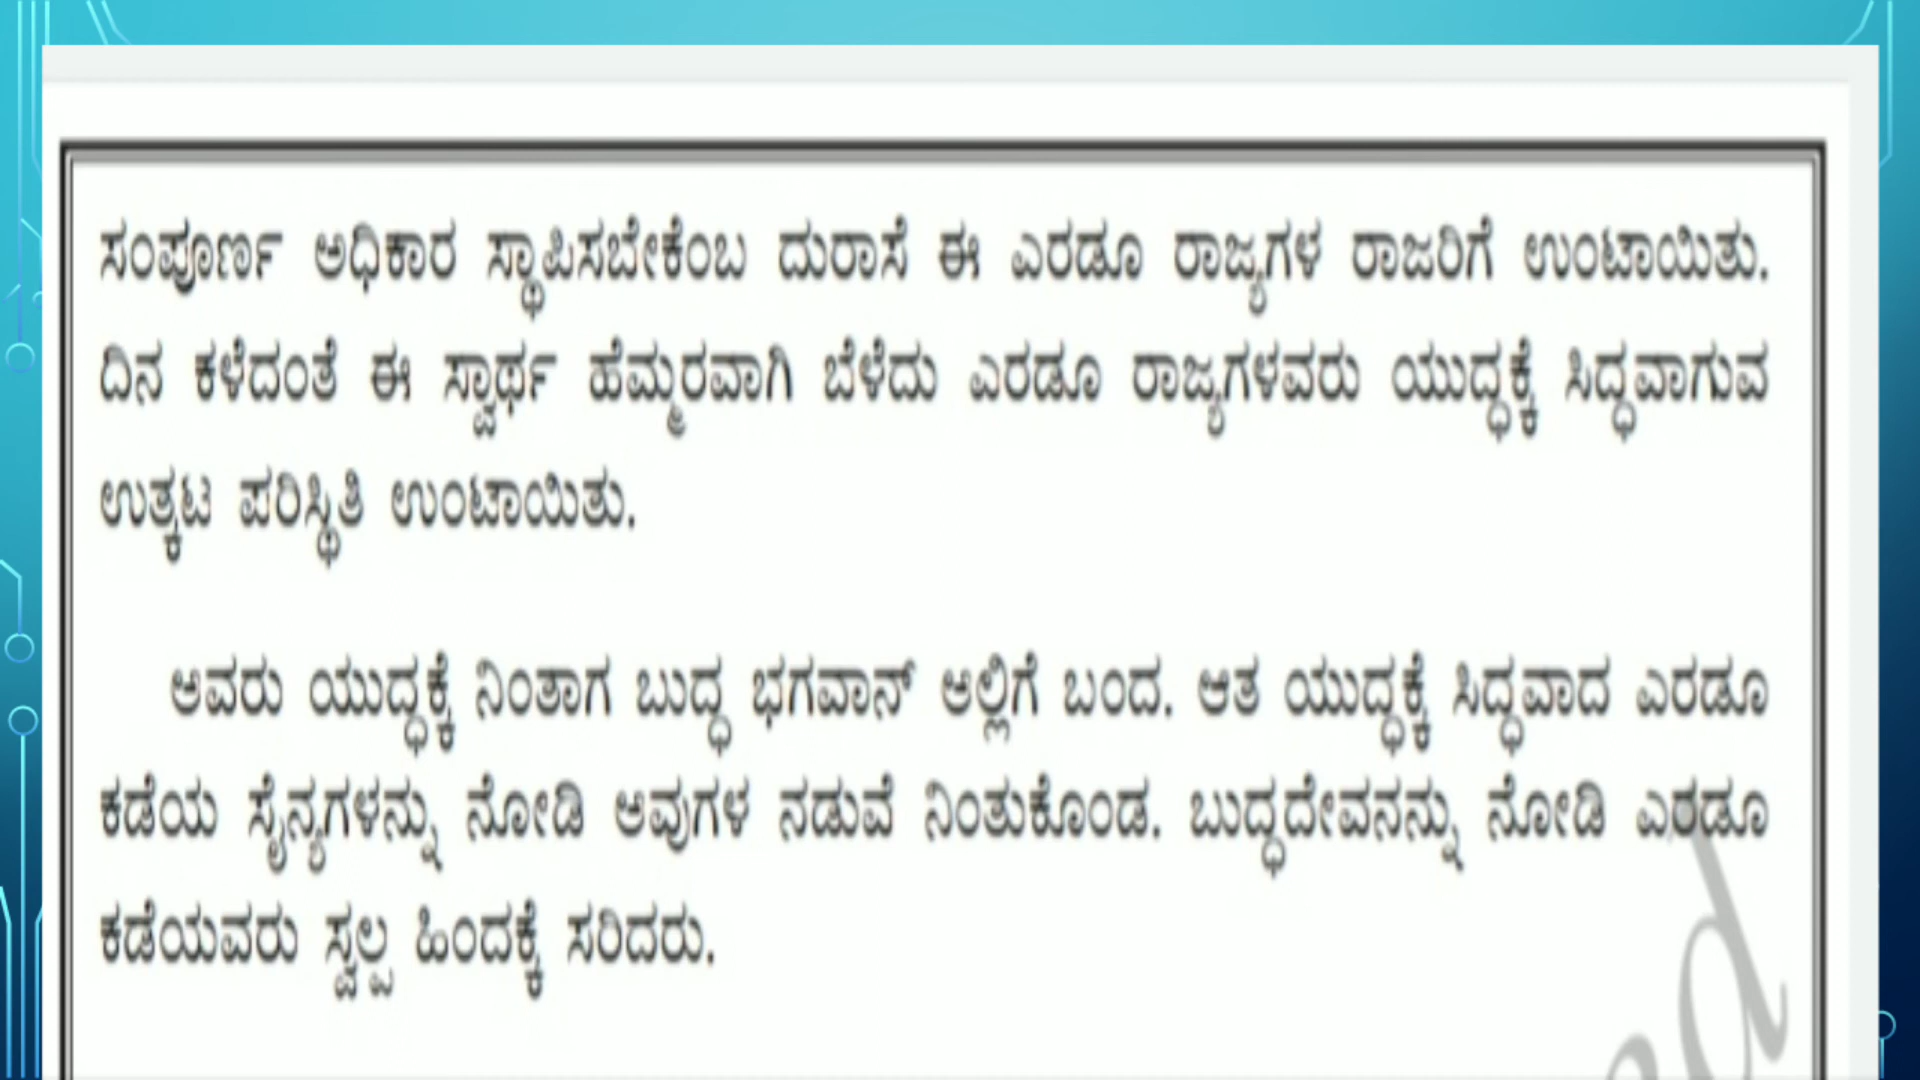 ಸಂಪೂರ್ಣ ಅಧಿಕಾರ ಸ್ಥಾಪಿಸಬೇಕೆಂಬ ದುರಾಸೆ ಈ ಎರಡೂ ರಾಜ್ಯಗಳ ರಾಜರಿಗೆ ಉಂಟಾಯಿತು.
ದಿನ ಕಳೆದಂತೆ ಈ ಸ್ವಾರ್ಥ ಹೆಮ್ಮರವಾಗಿ ಬೆಳೆದು ಎರಡೂ ರಾಜ್ಯಗಳವರು ಯುದ್ಧಕ್ಕೆ ಸಿದ್ಧವಾಗುವ
ಉತ್ಕಟ ಪರಿಸ್ಥಿತಿ ಉಂಟಾಯಿತು.
ಅವರು ಯುದ್ಧಕ್ಕೆ ನಿಂತಾಗ ಬುದ್ಧ ಭಗವಾನ್ ಅಲ್ಲಿಗೆ ಬಂದ. ಆತ ಯುದ್ಧಕ್ಕೆ ಸಿದ್ಧವಾದ ಎರಡೂ
ಕಡೆಯ ಸೈನ್ಯಗಳನ್ನು ನೋಡಿ ಅವುಗಳ ನಡುವೆ ನಿಂತುಕೊಂಡ. ಬುದ್ಧದೇವನನ್ನು ನೋಡಿ ಎರಡೂ
ಕಡೆಯವರು ಸ್ವಲ್ಪ ಹಿಂದಕ್ಕೆ ಸರಿದರು.